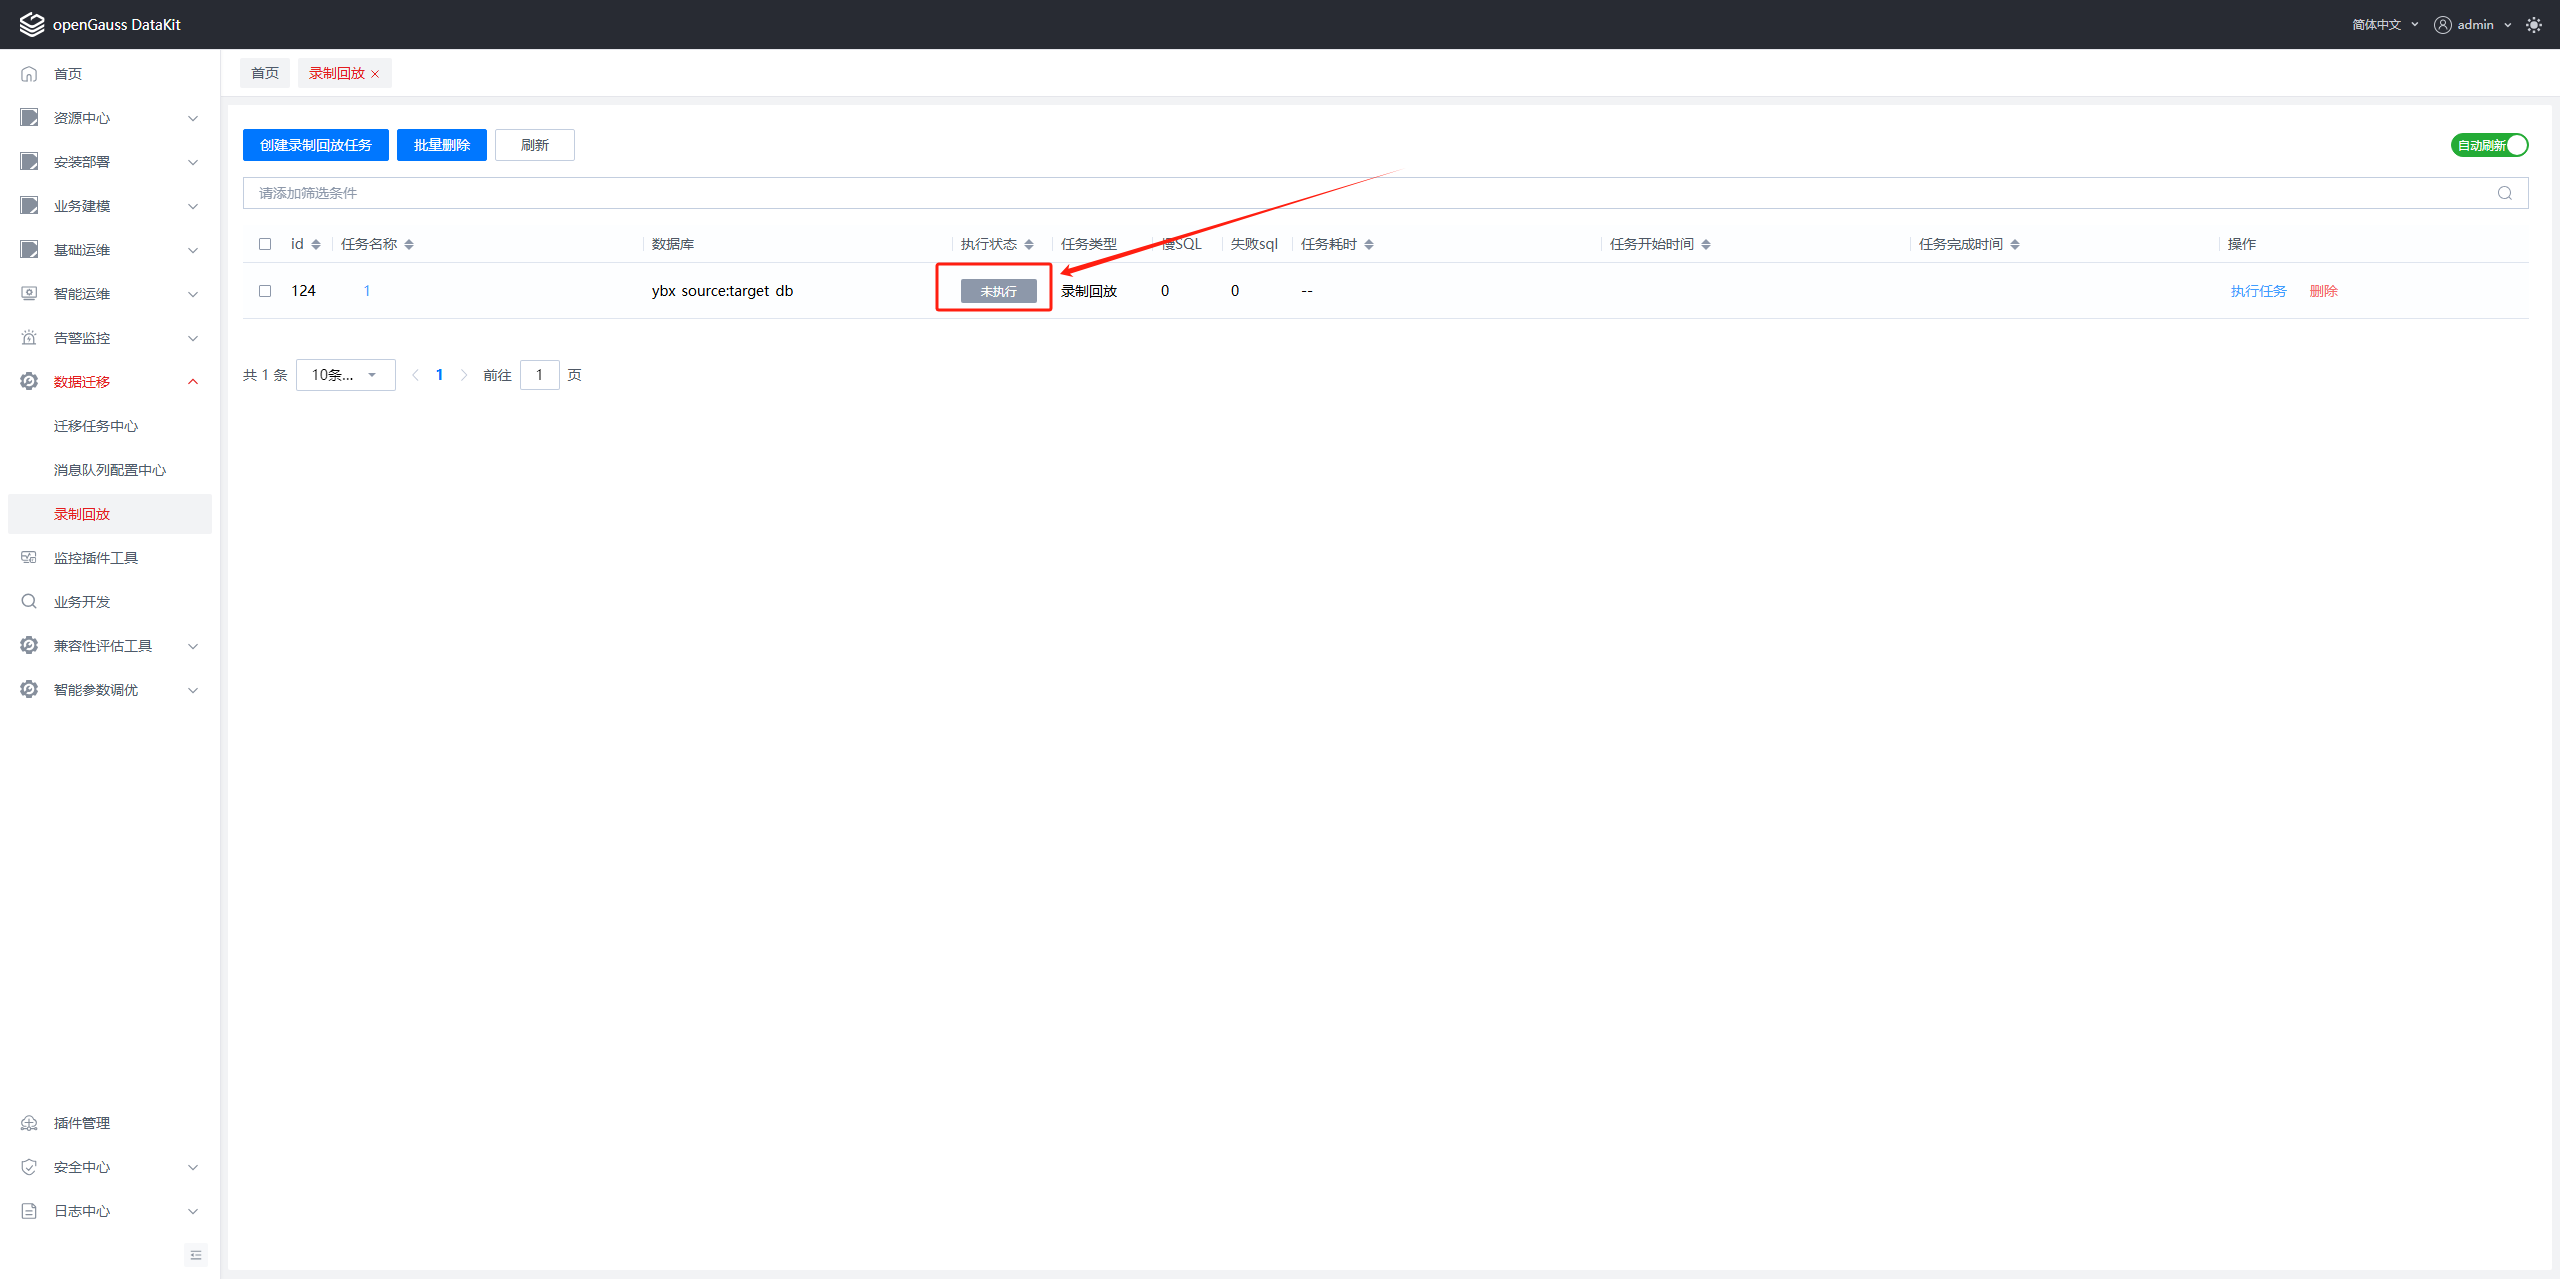 openGauss DataKit
简体中文
admin
首页
资源中心
安装部署
业务建模
基础运维
智能运维
告警监控
数据迁移
迁移任务中心
消息队列配置中心
录制回放
监控插件工具
业务开发
兼容性评估工具
智能参数调优
插件管理
安全中心
日志中心
首页 录制回放
创建录制回放任务 批量删除 刷新 自动刷新
请添加筛选条件
id 任务名称 数据库 执行状态 任务类型 慢SQL 失败sql 任务耗时 任务开始时间 任务完成时间 操作
124 1 ybx source:target db 未执行 录制回放 0 0 -- 执行任务 删除
共 1 条 10条... 1 前往 1 页